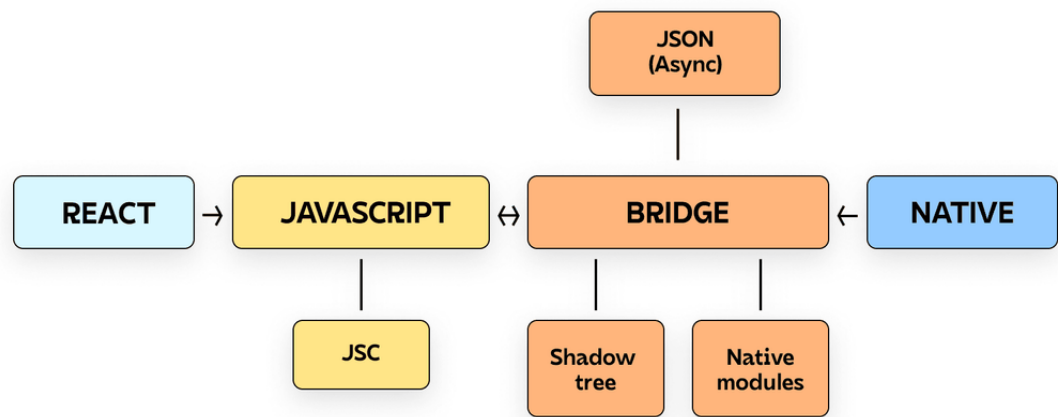 JSON
(Async)
REACT
JAVASCRIPT
BRIDGE
NATIVE
JSC
Shadow
tree
Native
modules